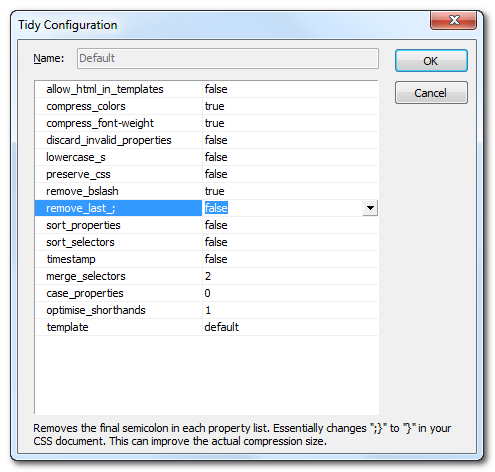 Tidy Configuration
Name: Default
OK
Cancel
allow_html_in_templates false
compress_colors true
compress_font-weight true
discard_invalid_properties false
lowercase_s false
preserve_css false
remove_bslash true
remove_last_; false
sort_properties false
sort_selectors false
timestamp false
merge_selectors 2
case_properties 0
optimise_shorthands 1
template default
Removes the final semicolon in each property list. Essentially changes ";}" to "}" in your
CSS document. This can improve the actual compression size.